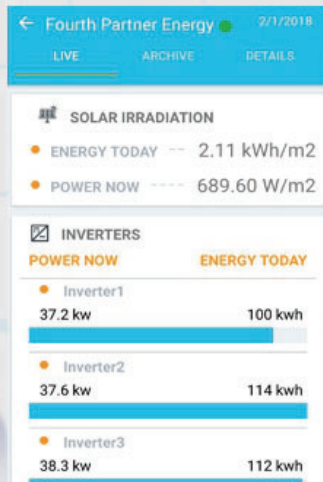 ← Fourth Partner Energy 2/1/2018
LIVE ARCHIVE DETAILS
SOLAR IRRADIATION
ENERGY TODAY -- 2.11 kWh/m2
POWER NOW ---- 689.60 W/m2
INVERTERS
POWER NOW ENERGY TODAY
Inverter1
37.2 kw 100 kwh
Inverter2
37.6 kw 114 kwh
Inverter3
38.3 kw 112 kwh